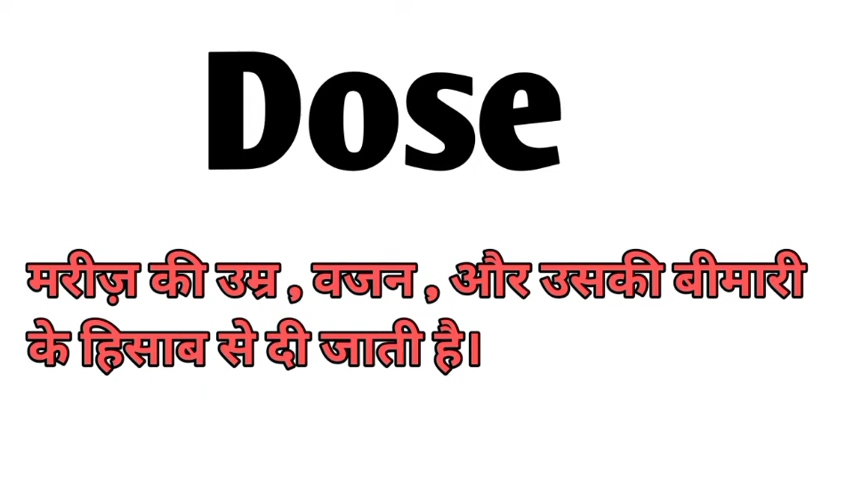 Dose
मरीज़ की उम्र , वजन , और उसकी बीमारी
के हिसाब से दी जाती है।